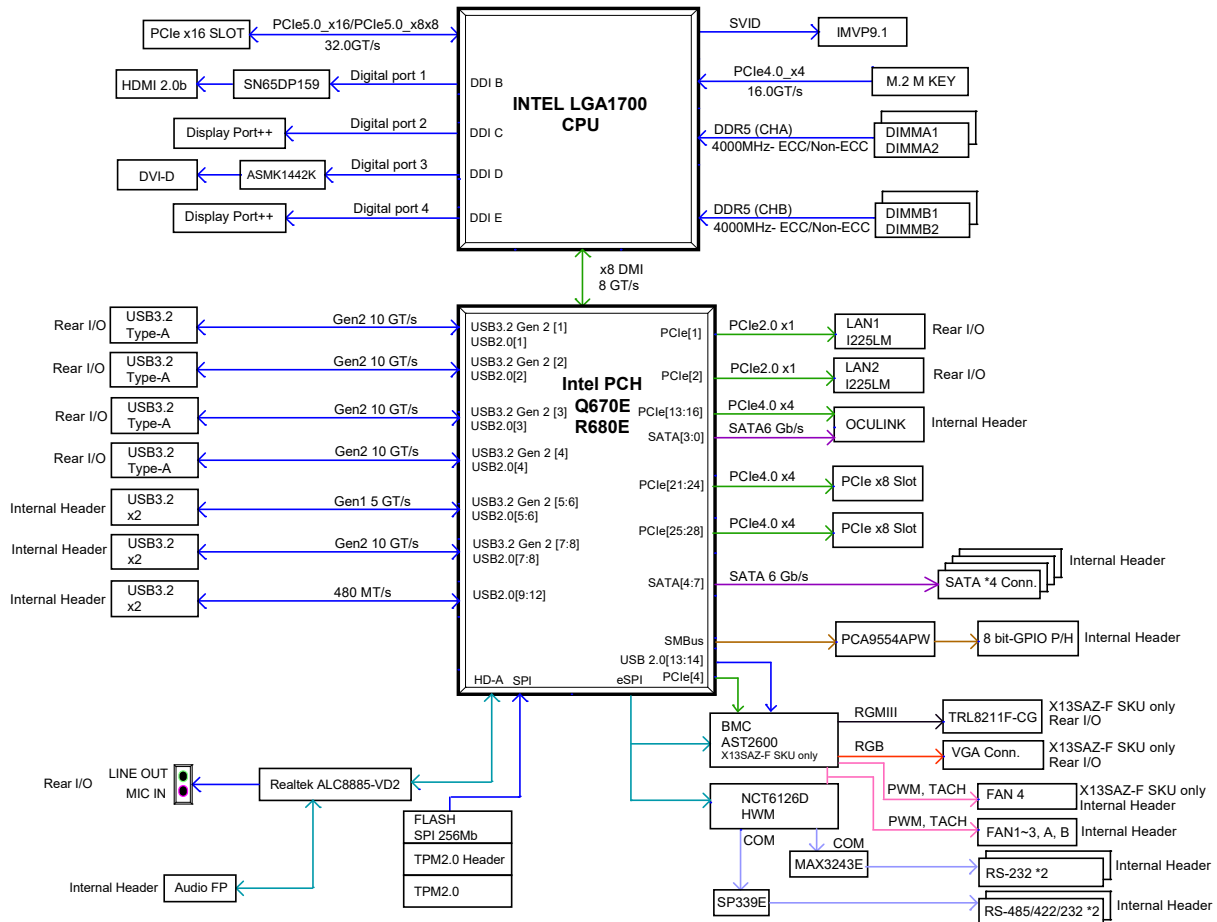 PCIe x16 SLOT
PCIe5.0_x16/PCIe5.0_x8x8
32.0GT/s
HDMI 2.0b
SN65DP159
Digital port 1
DDI B
Display Port++
Digital port 2
DDI C
DVI-D
ASMK1442K
Digital port 3
DDI D
Display Port++
Digital port 4
DDI E
INTEL LGA1700
CPU
SVID
IMVP9.1
PCIe4.0_x4
16.0GT/s
M.2 M KEY
DDR5 (CHA)
4000MHz- ECC/Non-ECC
DIMMA1
DIMMA2
DDR5 (CHB)
4000MHz- ECC/Non-ECC
DIMMB1
DIMMB2
x8 DMI
8 GT/s
Rear I/O
USB3.2
Type-A
Gen2 10 GT/s
USB3.2 Gen 2 [1]
USB2.0[1]
Rear I/O
USB3.2
Type-A
Gen2 10 GT/s
USB3.2 Gen 2 [2]
USB2.0[2]
Rear I/O
USB3.2
Type-A
Gen2 10 GT/s
USB3.2 Gen 2 [3]
USB2.0[3]
Rear I/O
USB3.2
Type-A
Gen2 10 GT/s
USB3.2 Gen 2 [4]
USB2.0[4]
Internal Header
USB3.2
x2
Gen1 5 GT/s
USB3.2 Gen 2 [5:6]
USB2.0[5:6]
Internal Header
USB3.2
x2
Gen2 10 GT/s
USB3.2 Gen 2 [7:8]
USB2.0[7:8]
Internal Header
USB3.2
x2
480 MT/s
USB2.0[9:12]
Intel PCH
Q670E
R680E
PCIe[1]
PCIe2.0 x1
LAN1
I225LM
Rear I/O
PCIe[2]
PCIe2.0 x1
LAN2
I225LM
Rear I/O
PCIe[13:16]
PCIe4.0 x4
SATA[3:0]
SATA6 Gb/s
OCULINK
Internal Header
PCIe[21:24]
PCIe4.0 x4
PCIe x8 Slot
PCIe[25:28]
PCIe4.0 x4
PCIe x8 Slot
SATA[4:7]
SATA 6 Gb/s
SATA *4 Conn.
Internal Header
SMBus
PCA9554APW
8 bit-GPIO P/H
Internal Header
USB 2.0[13:14]
PCIe[4]
HD-A
SPI
eSPI
BMC
AST2600
X13SAZ-F SKU only
RGMIII
TRL8211F-CG
X13SAZ-F SKU only
Rear I/O
RGB
VGA Conn.
X13SAZ-F SKU only
Rear I/O
PWM, TACH
FAN 4
X13SAZ-F SKU only
Internal Header
NCT6126D
HWM
PWM, TACH
FAN1~3, A, B
Internal Header
COM
COM
MAX3243E
RS-232 *2
Internal Header
SP339E
RS-485/422/232 *2
Internal Header
Rear I/O
LINE OUT
MIC IN
Realtek ALC8885-VD2
FLASH
SPI 256Mb
TPM2.0 Header
TPM2.0
Internal Header
Audio FP